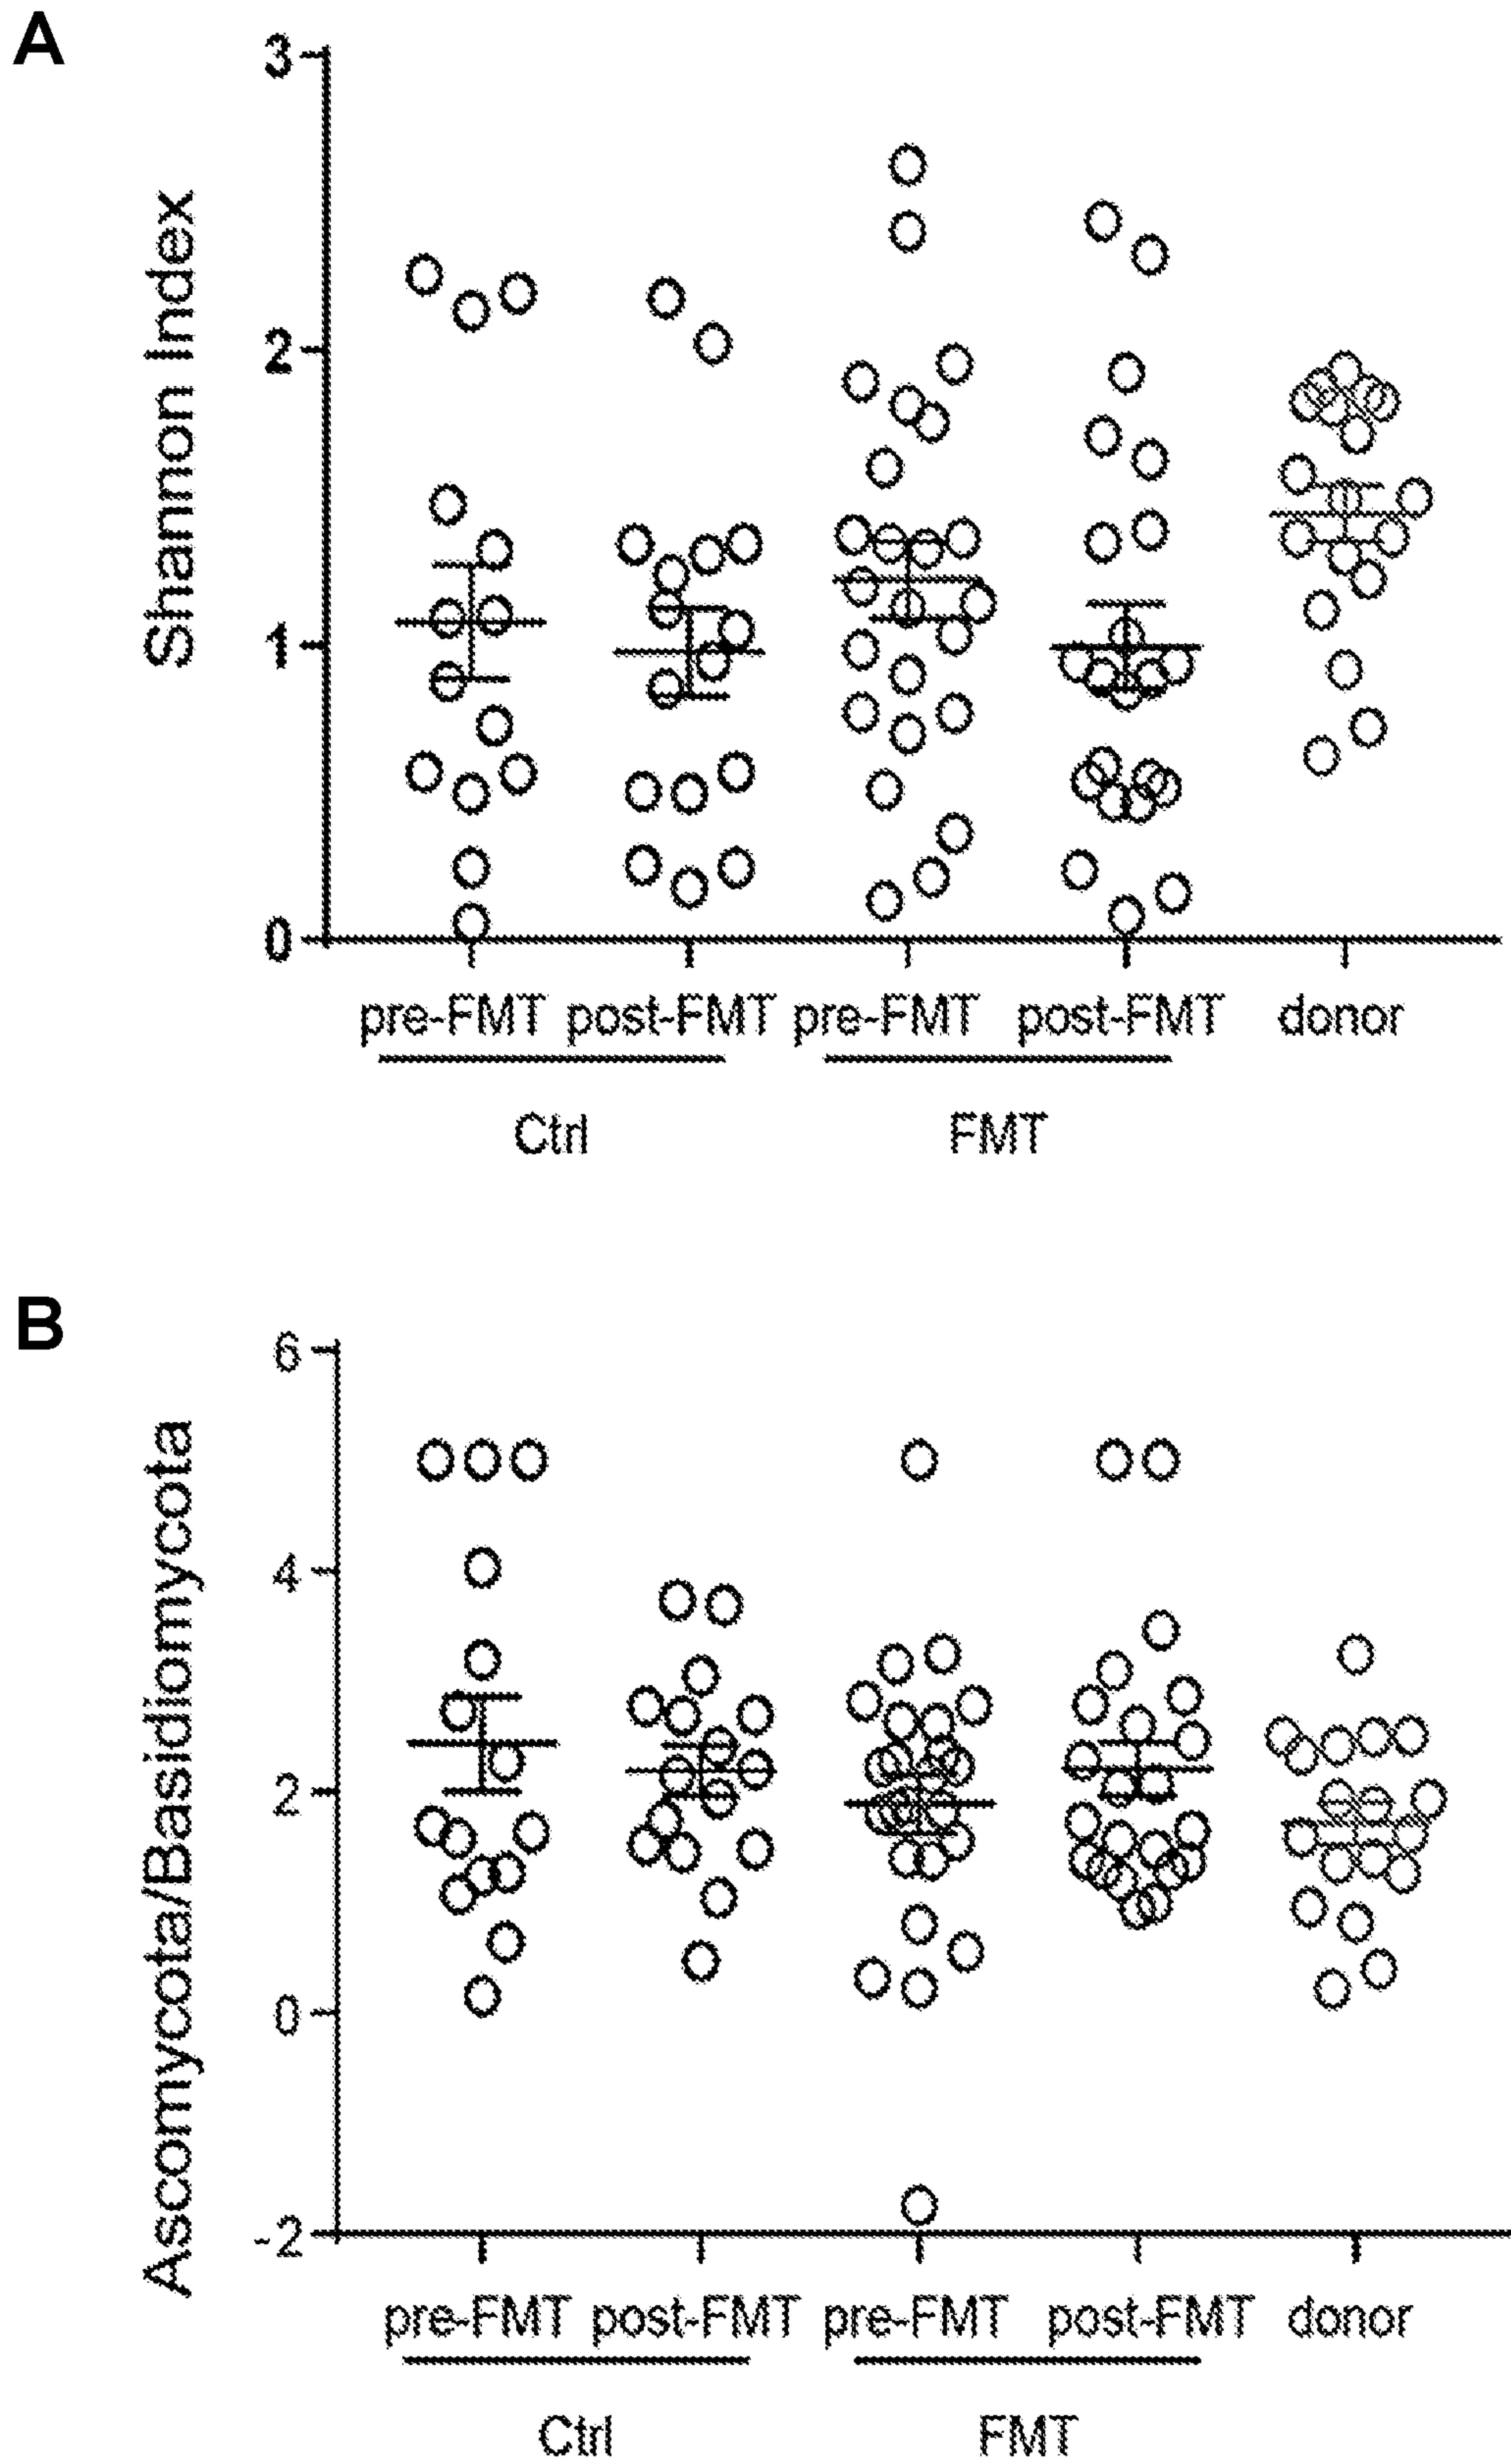 A
3
2
1
0
Shannon Index
pre-FMT post-FMT pre-FMT post-FMT donor
Ctrl FMT
B
6
4
2
0
-2
Ascomycota/Basidiomycota
pre-FMT post-FMT pre-FMT post-FMT donor
Ctrl FMT